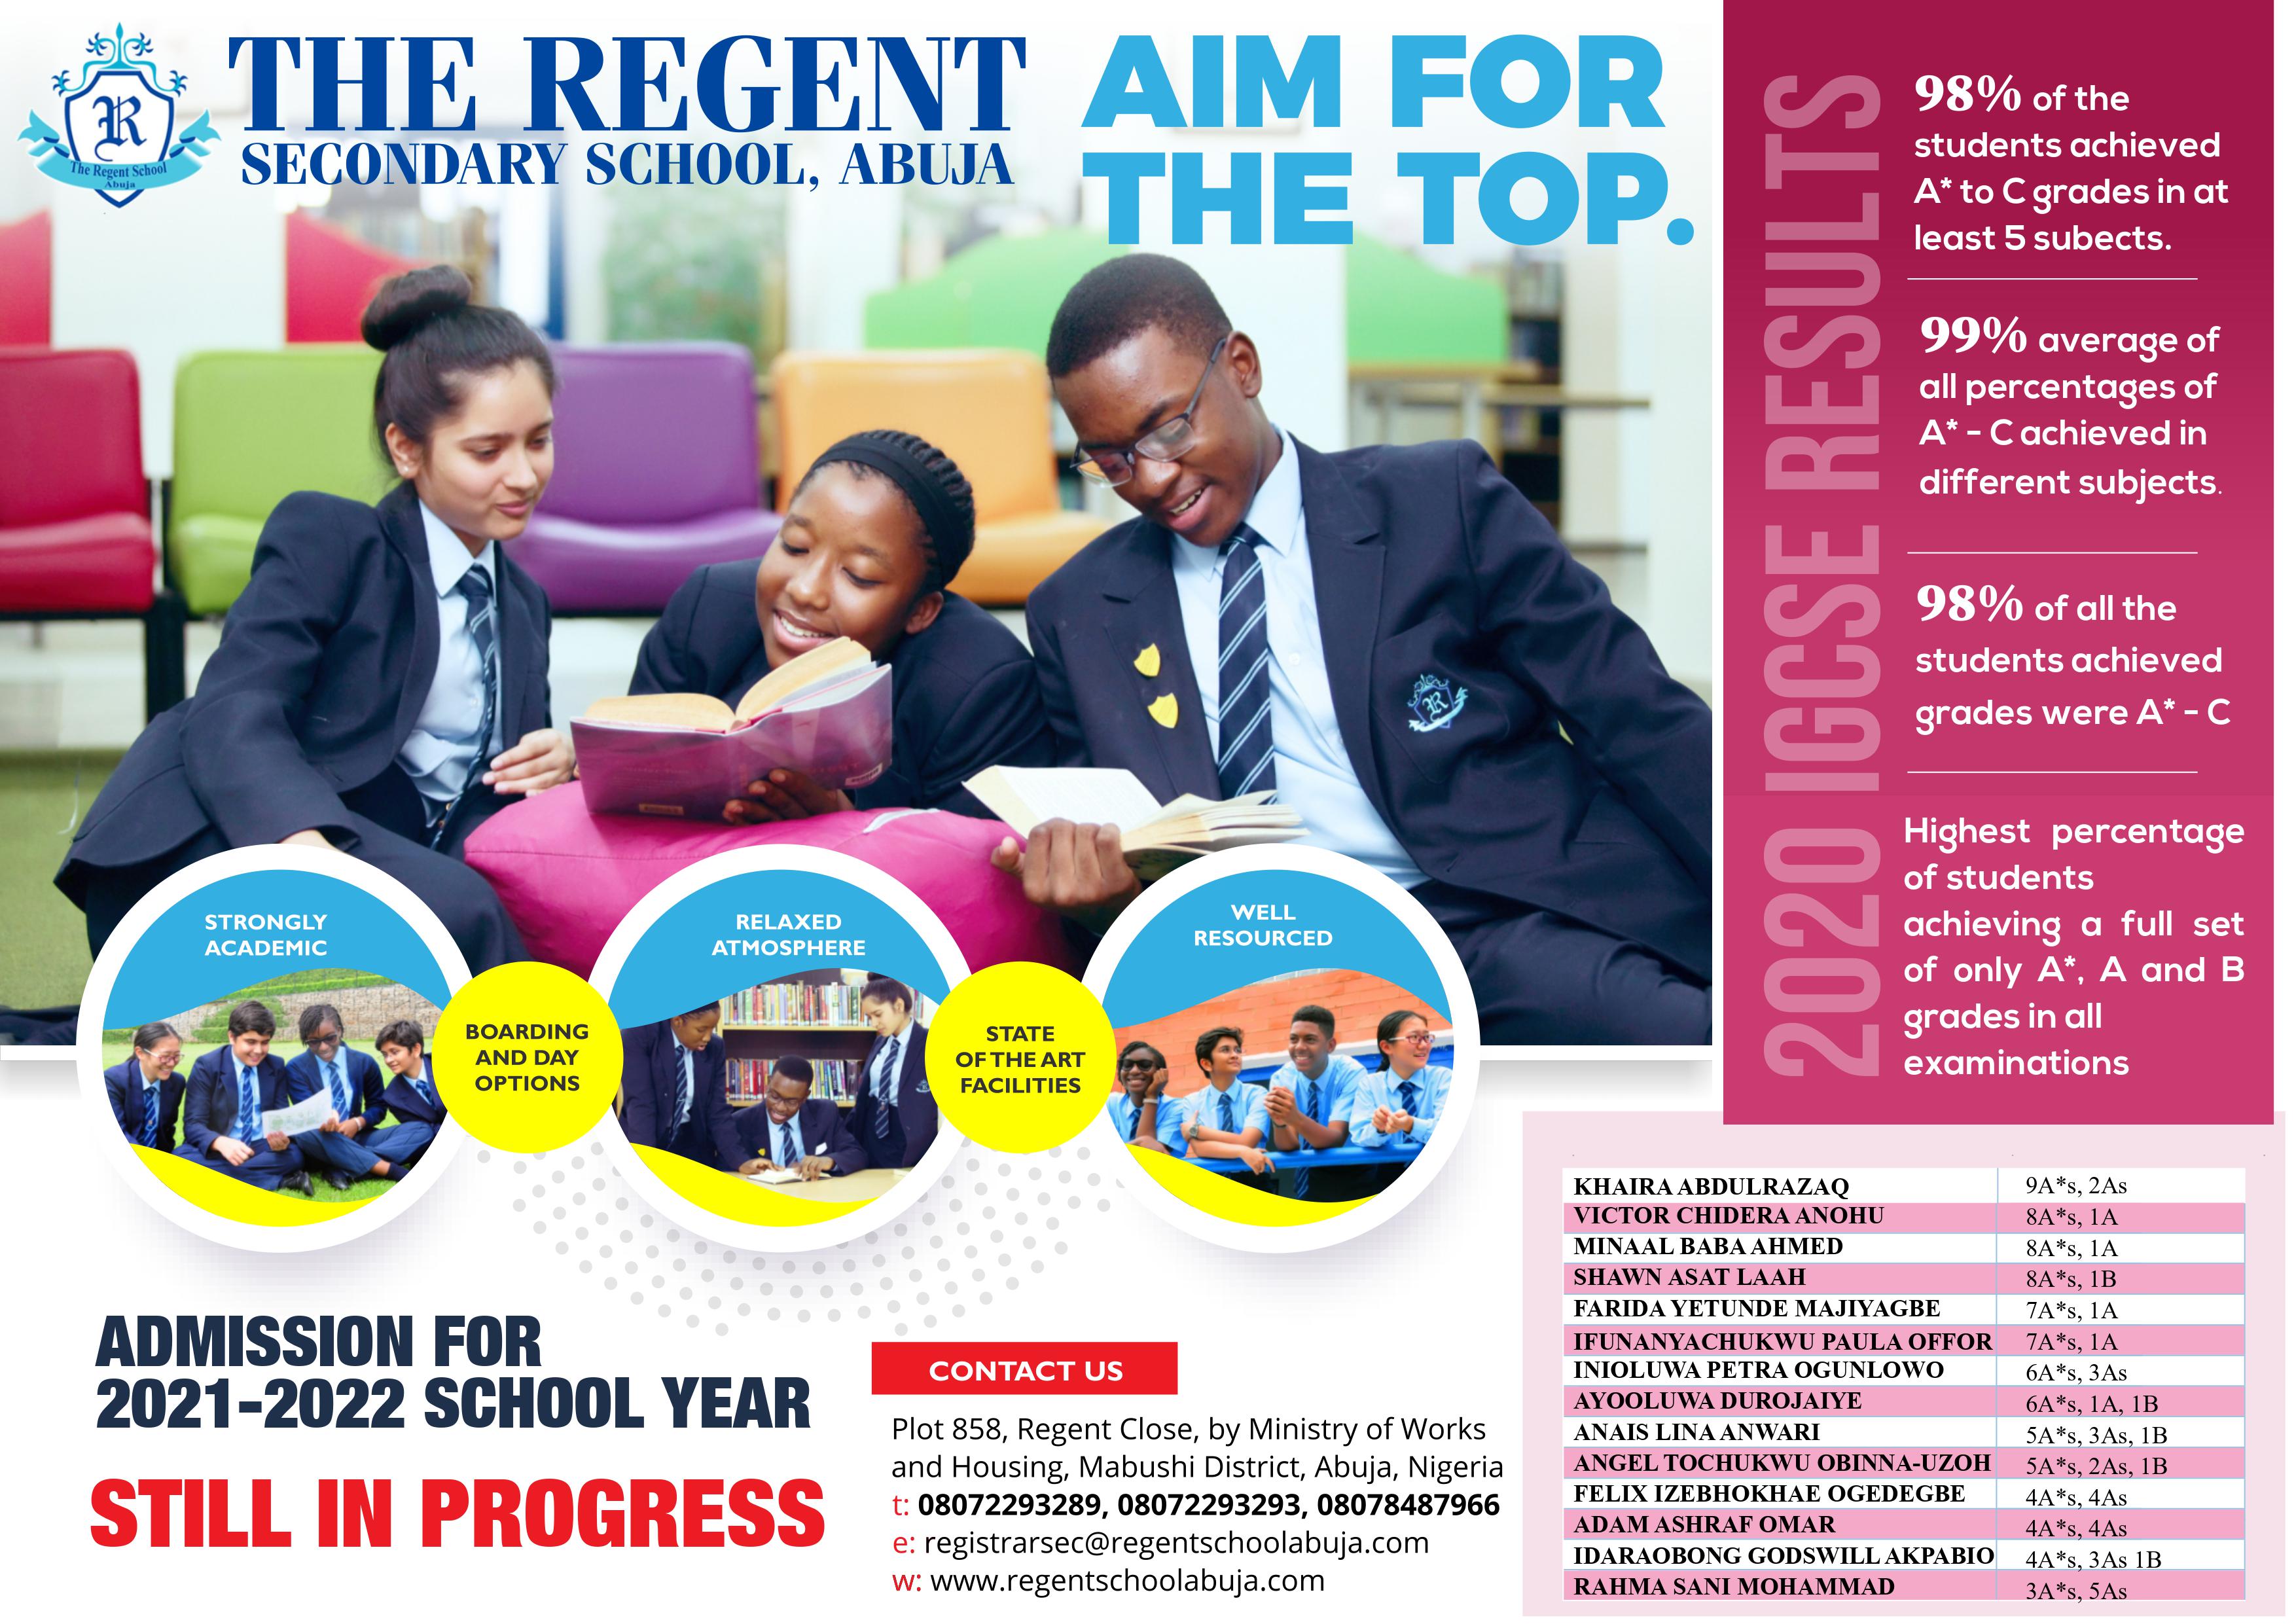 The Regent School
Abuja
THE REGENT
SECONDARY SCHOOL, ABUJA
AIM FOR
THE TOP.
2020 IGCSE RESULTS
98% of the
students achieved
A* to C grades in at
least 5 subects.
99% average of
all percentages of
A* - C achieved in
different subjects.
98% of all the
students achieved
grades were A* - C
Highest percentage
of students
achieving a full set
of only A*, A and B
grades in all
examinations
STRONGLY
ACADEMIC
BOARDING
AND DAY
OPTIONS
RELAXED
ATMOSPHERE
STATE
OF THE ART
FACILITIES
WELL
RESOURCED
ADMISSION FOR
2021-2022 SCHOOL YEAR
STILL IN PROGRESS
CONTACT US
Plot 858, Regent Close, by Ministry of Works
and Housing, Mabushi District, Abuja, Nigeria
t: 08072293289, 08072293293, 08078487966
e: registrarsec@regentschoolabuja.com
w: www.regentschoolabuja.com
KHAIRA ABDULRAZAQ 9A*s, 2As
VICTOR CHIDERA ANOHU 8A*s, 1A
MINAAL BABA AHMED 8A*s, 1A
SHAWN ASAT LAAH 8A*s, 1B
FARIDA YETUNDE MAJIYAGBE 7A*s, 1A
IFUNANYACHUKWU PAULA OFFOR 7A*s, 1A
INIOLUWA PETRA OGUNLOWO 6A*s, 3As
AYOOLUWA DUROJAIYE 6A*s, 1A, 1B
ANAIS LINA ANWARI 5A*s, 3As, 1B
ANGEL TOCHUKWU OBINNA-UZOH 5A*s, 2As, 1B
FELIX IZEBHOKHAE OGEDEGBE 4A*s, 4As
ADAM ASHRAF OMAR 4A*s, 4As
IDARAOBONG GODSWILL AKPABIO 4A*s, 3As 1B
RAHMA SANI MOHAMMAD 3A*s, 5As